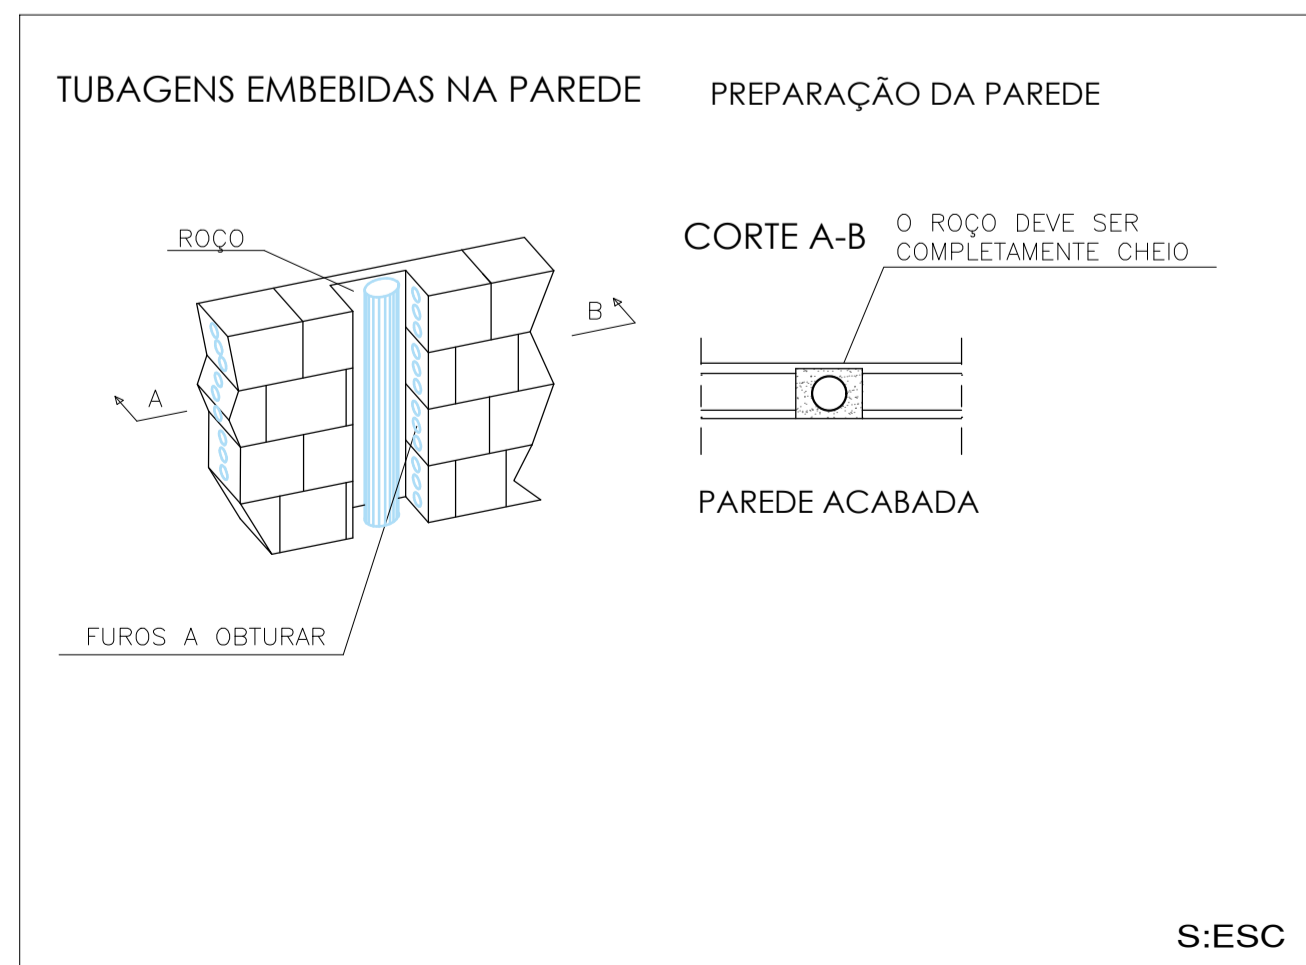 TUBAGENS EMBEBIDAS NA PAREDE
PREPARAÇÃO DA PAREDE
ROÇO
CORTE A-B
O ROÇO DEVE SER
COMPLETAMENTE CHEIO
B
A
PAREDE ACABADA
FUROS A OBTURAR
S:ESC